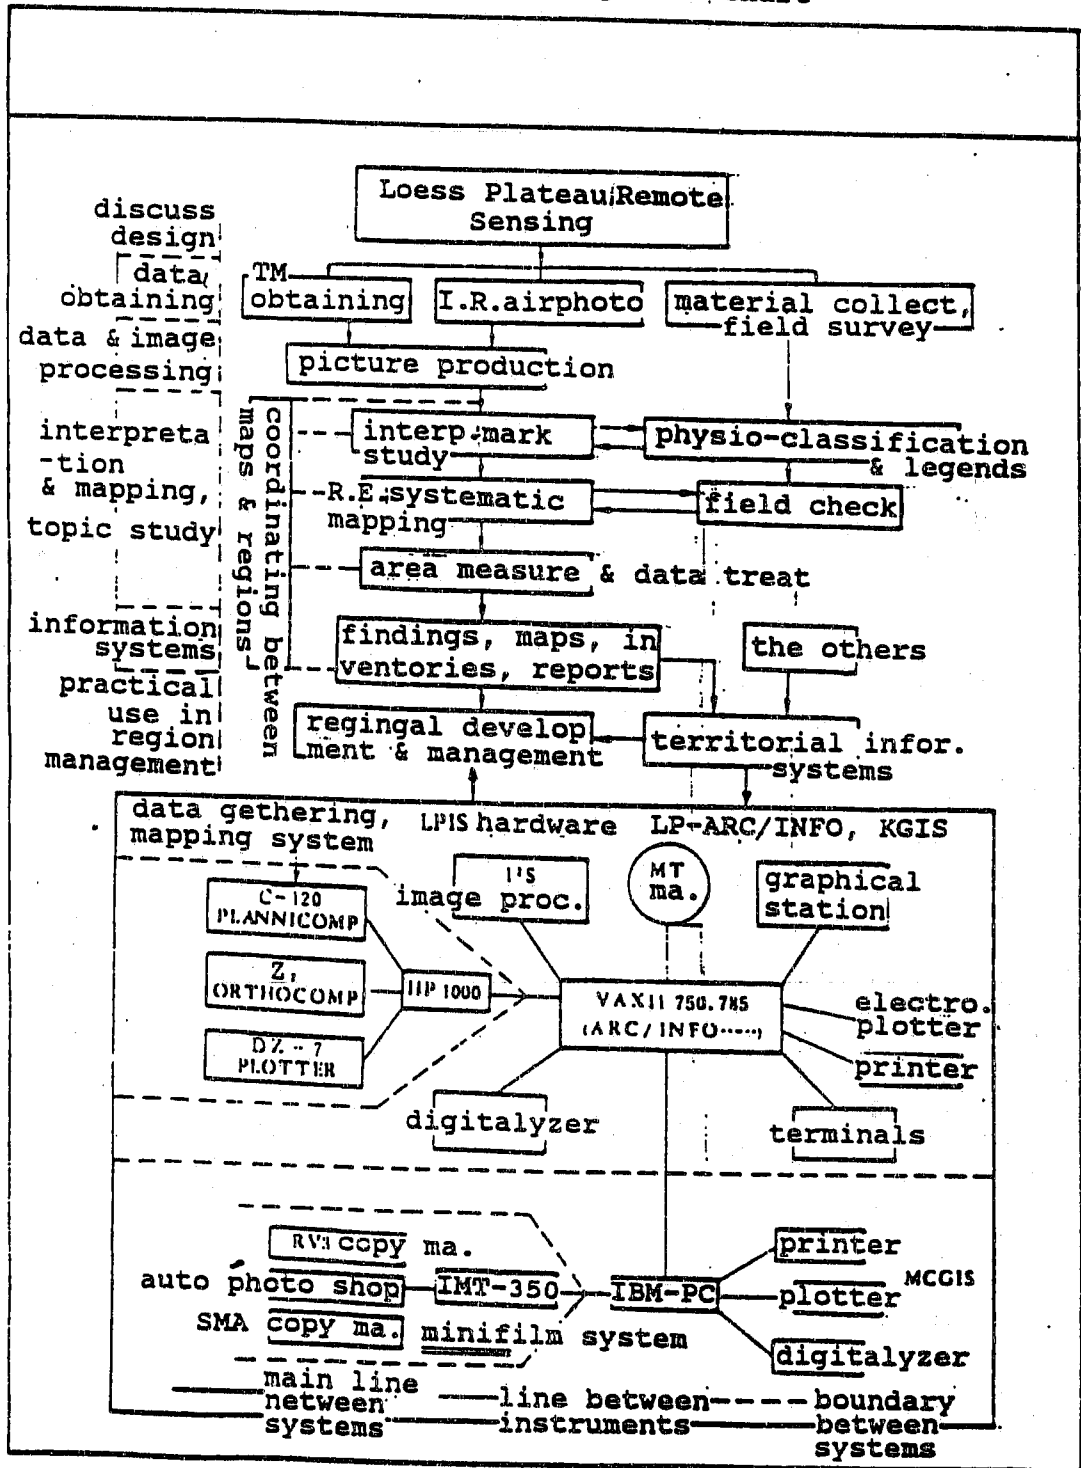 Loess Plateau Remote
Sensing
discuss
design
data
obtaining
TM
obtaining
I.R.airphoto
material collect,
field survey
data & image
processing
picture production
coordinating between
maps & regions
interpreta
-tion
& mapping,
topic study
interp.mark
study
physio-classification
& legends
R.E.systematic
mapping
field check
area measure & data treat
information
systems
findings, maps, in
ventories, reports
the others
practical
use in
region
management
regingal develop
ment & management
territorial infor.
systems
data gethering,
mapping system
LPIS hardware
LP-ARC/INFO, KGIS
C-120
PLANNICOMP
I²S
image proc.
MT
ma.
graphical
station
ORTHOCOMP
HP 1000
VAXII 750.785
(ARC/INFO.....)
electro.
plotter
DZ-7
PLOTTER
printer
digitalyzer
terminals
copy ma.
printer
auto photo shop
IMT-350
IBM-PC
plotter
MCGIS
SMA copy ma.
minifilm system
digitalyzer
main line
netween
systems
line between
instruments
boundary
between
systems